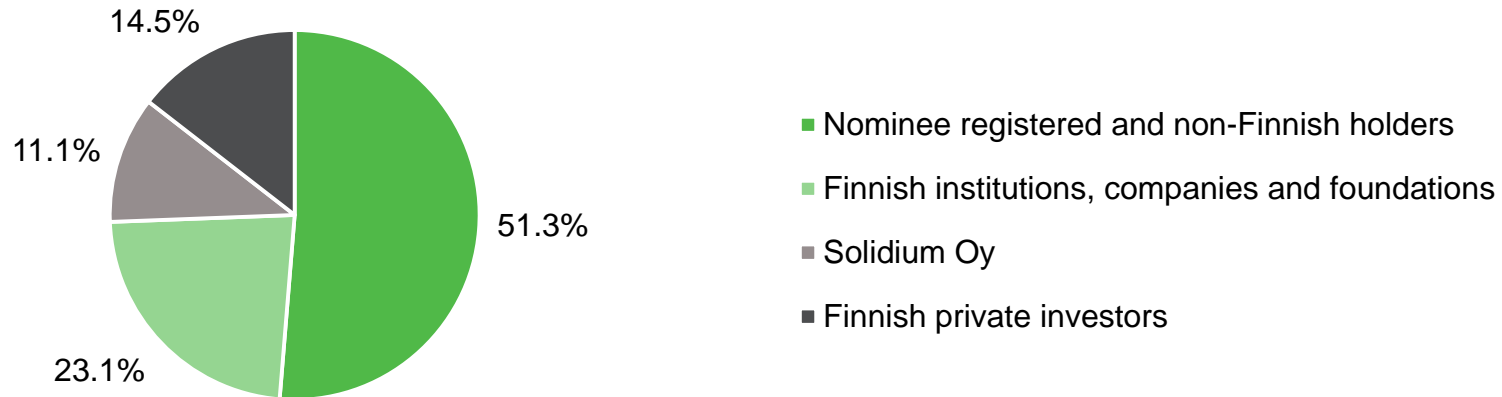 14.5%
11.1%
51.3%
23.1%
Nominee registered and non-Finnish holders
Finnish institutions, companies and foundations
Solidium Oy
Finnish private investors